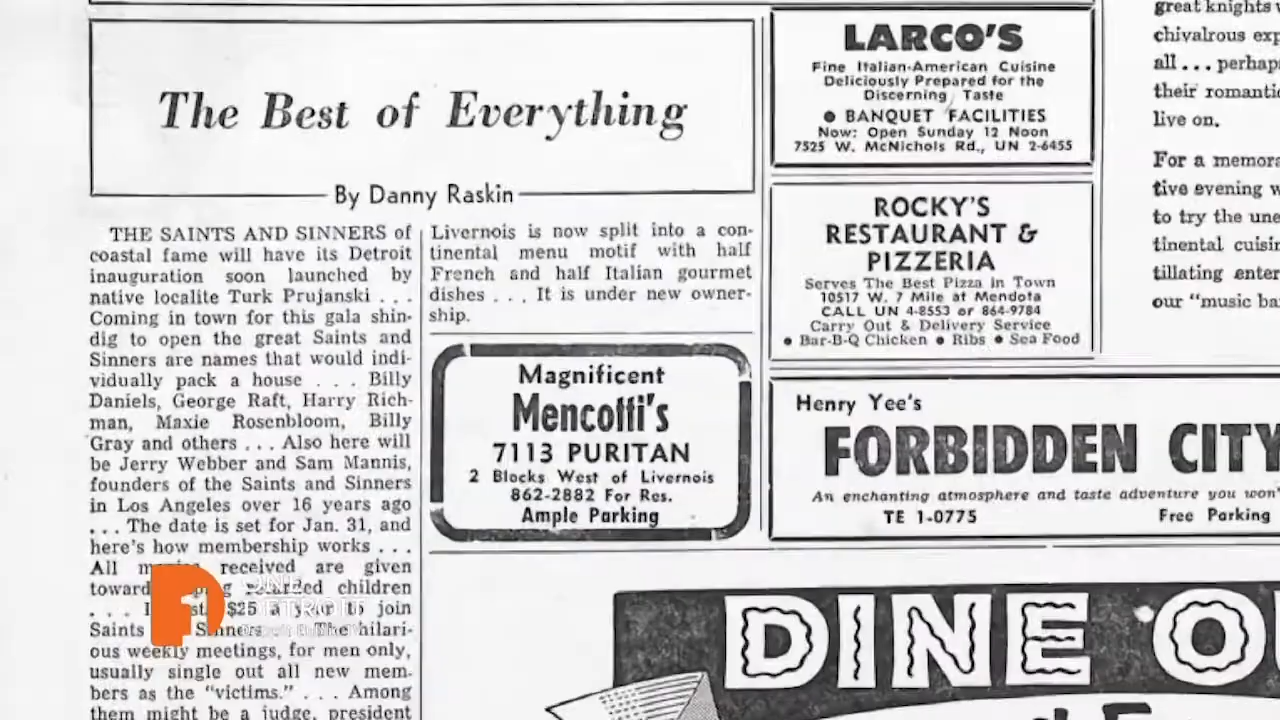 The Best of Everything
By Danny Raskin
THE SAINTS AND SINNERS of
coastal fame will have its Detroit
inauguration soon launched by
native localite Turk Prujanski . . .
Coming in town for this gala shin-
dig to open the great Saints and
Sinners are names that would indi-
vidually pack a house . . . Billy
Daniels, George Raft, Harry Rich-
man, Maxie Rosenbloom, Billy
Gray and others . . . Also here will
be Jerry Webber and Sam Mannis,
founders of the Saints and Sinners
in Los Angeles over 16 years ago
. . . The date is set for Jan. 31, and
here's how membership works . . .
All received are given
toward children
. . . $25 a year to join
Saints Sinners The hilari-
ous weekly meetings, for men only,
usually single out all new mem-
bers as the "victims." . . . Among
them might be a judge, president
Livernois is now split into a con-
tinental menu motif with half
French and half Italian gourmet
dishes . . . It is under new owner-
ship.
Magnificent
Mencotti's
7113 PURITAN
2 Blocks West of Livernois
862-2882 For Res.
Ample Parking
LARCO'S
Fine Italian-American Cuisine
Deliciously Prepared for the
Discerning Taste
● BANQUET FACILITIES
Now: Open Sunday 12 Noon
7525 W. McNichols Rd., UN 2-6455
ROCKY'S
RESTAURANT &
PIZZERIA
Serves The Best Pizza In Town
10517 W. 7 Mile at Mendota
CALL UN 4-8553 or 864-9784
Carry Out & Delivery Service
● Bar-B-Q Chicken ● Ribs ● Sea Food
Henry Yee's
FORBIDDEN CITY
An enchanting atmosphere and taste adventure you won'
TE 1-0775
Free Parking
great knights
chivalrous exp
all . . . perhap
their romantic
live on.
For a memora
tive evening
to try the une
tinental cuisin
tillating enter
our "music ba
DINE O
ONE
DETROIT